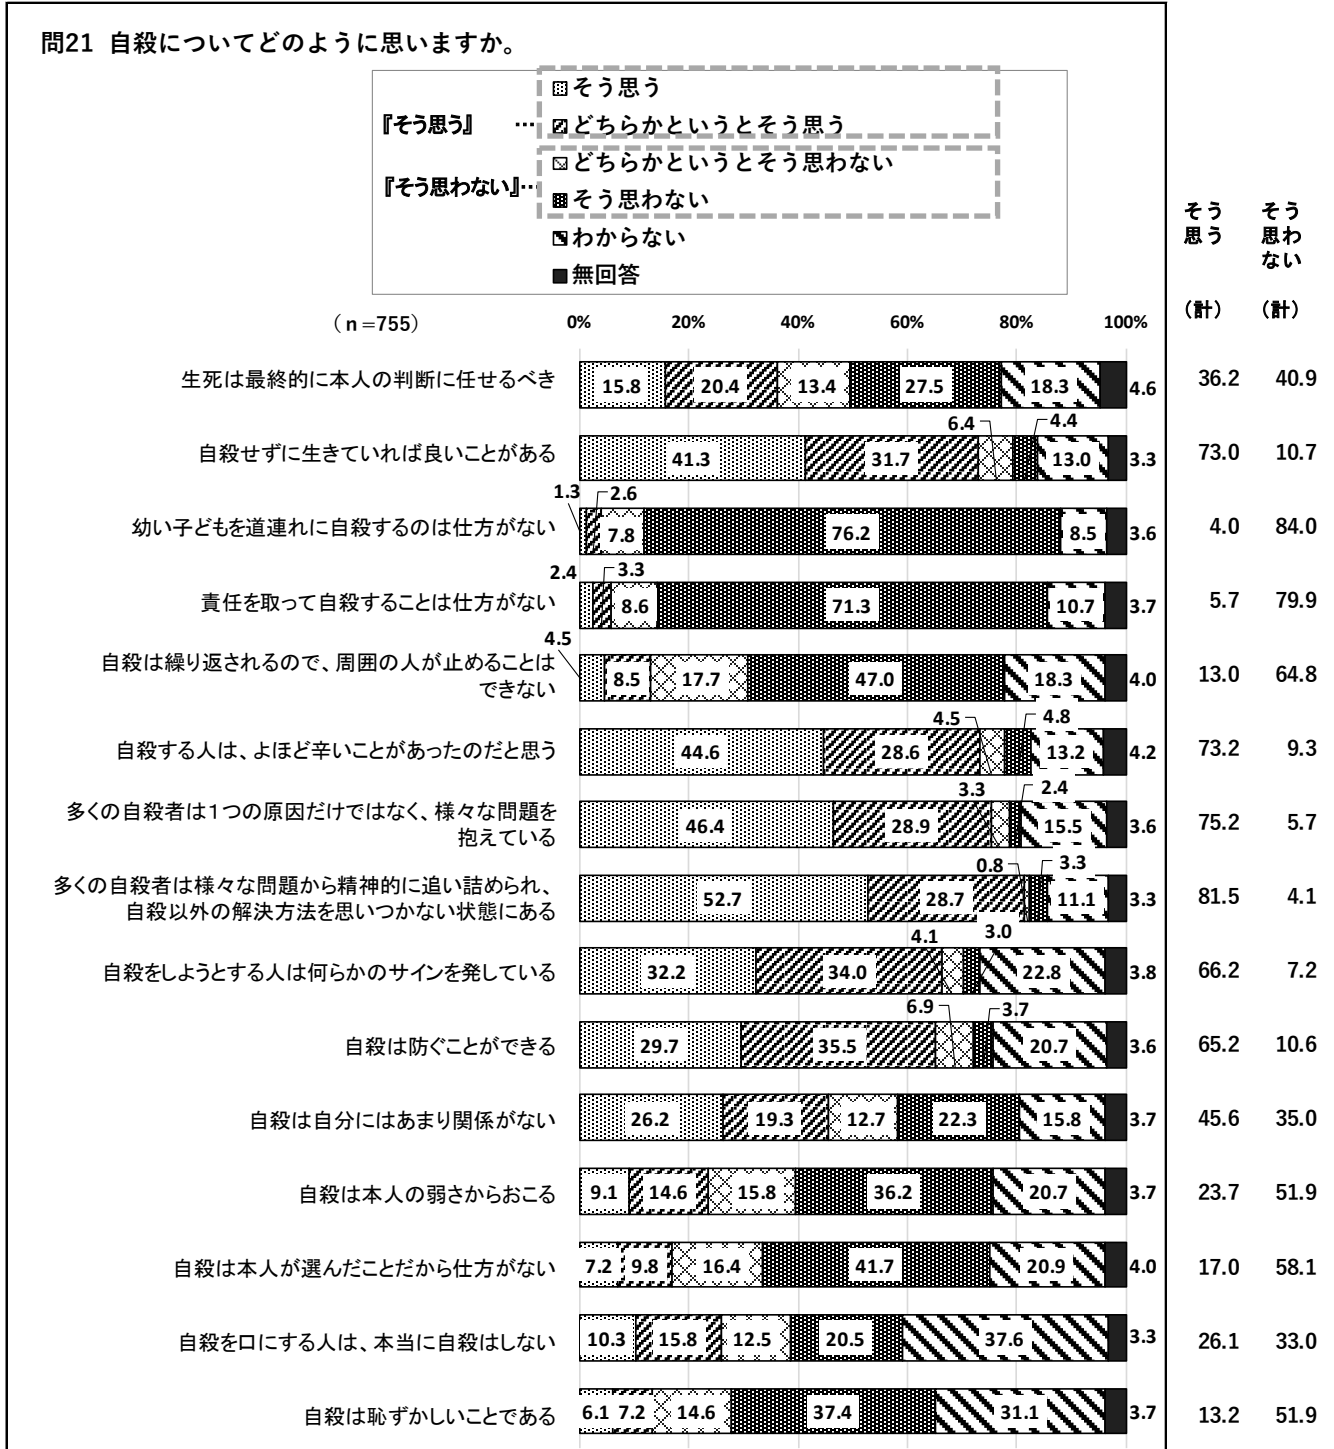 問21 自殺についてどのように思いますか。
そう思う
『そう思う』 … どちらかというとそう思う
どちらかというとそう思わない
『そう思わない』…
そう思わない
わからない
無回答
そう思う (計)
そう思わない (計)
(n=755) 0% 20% 40% 60% 80% 100%
生死は最終的に本人の判断に任せるべき 15.8 20.4 13.4 27.5 18.3 4.6 36.2 40.9
自殺せずに生きていれば良いことがある 41.3 31.7 6.4 4.4 13.0 3.3 73.0 10.7
幼い子どもを道連れに自殺するのは仕方がない 1.3 2.6 7.8 76.2 8.5 3.6 4.0 84.0
責任を取って自殺することは仕方がない 2.4 3.3 8.6 71.3 10.7 3.7 5.7 79.9
自殺は繰り返されるので、周囲の人が止めることは
できない 4.5 8.5 17.7 47.0 18.3 4.0 13.0 64.8
自殺する人は、よほど辛いことがあったのだと思う 44.6 28.6 4.5 4.8 13.2 4.2 73.2 9.3
多くの自殺者は1つの原因だけではなく、様々な問題を
抱えている 46.4 28.9 3.3 2.4 15.5 3.6 75.2 5.7
多くの自殺者は様々な問題から精神的に追い詰められ、
自殺以外の解決方法を思いつかない状態にある 52.7 28.7 0.8 3.3 11.1 3.3 81.5 4.1
自殺をしようとする人は何らかのサインを発している 32.2 34.0 4.1 3.0 22.8 3.8 66.2 7.2
自殺は防ぐことができる 29.7 35.5 6.9 3.7 20.7 3.6 65.2 10.6
自殺は自分にはあまり関係がない 26.2 19.3 12.7 22.3 15.8 3.7 45.6 35.0
自殺は本人の弱さからおこる 9.1 14.6 15.8 36.2 20.7 3.7 23.7 51.9
自殺は本人が選んだことだから仕方がない 7.2 9.8 16.4 41.7 20.9 4.0 17.0 58.1
自殺を口にする人は、本当に自殺はしない 10.3 15.8 12.5 20.5 37.6 3.3 26.1 33.0
自殺は恥ずかしいことである 6.1 7.2 14.6 37.4 31.1 3.7 13.2 51.9